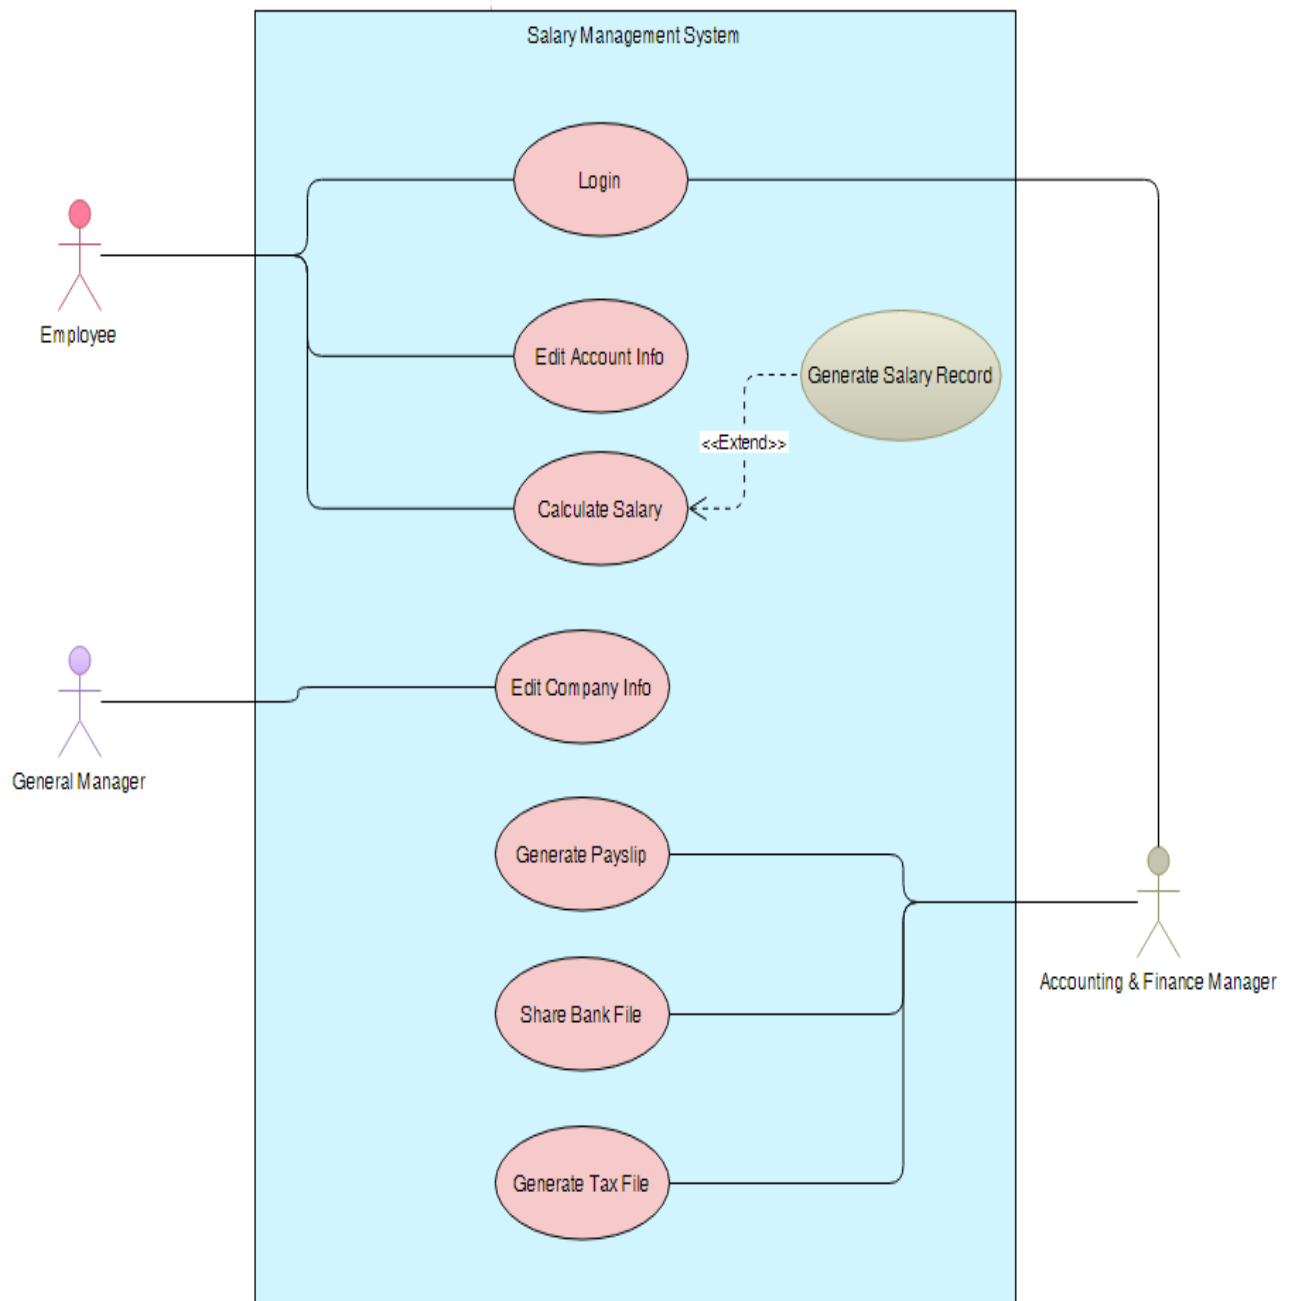 Salary Management System
Login
Employee
Edit Account Info
Generate Salary Record
<<Extend>>
Calculate Salary
Edit Company Info
General Manager
Generate Payslip
Accounting & Finance Manager
Share Bank File
Generate Tax File